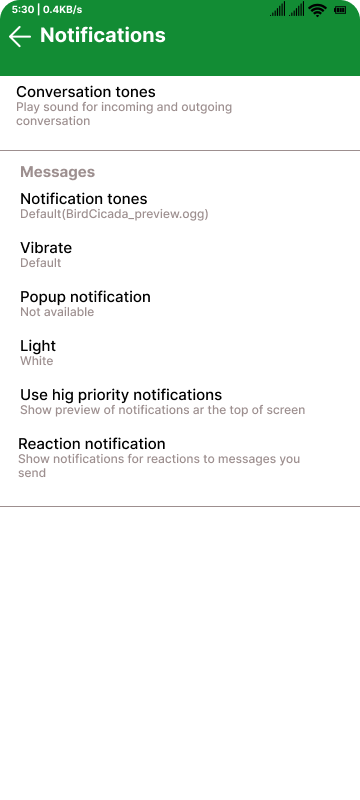 5:30 | 0.4KB/s
Notifications
Conversation tones
Play sound for incoming and outgoing
conversation
Messages
Notification tones
Default(BirdCicada_preview.ogg)
Vibrate
Default
Popup notification
Not available
Light
White
Use hig priority notifications
Show preview of notifications ar the top of screen
Reaction notification
Show notifications for reactions to messages you
send